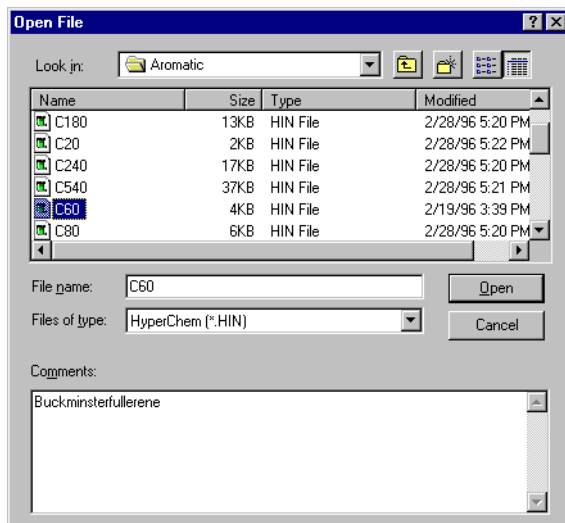 Open File
Look in: Aromatic
Name Size Type Modified
C180 13KB HIN File 2/28/96 5:20 PM
C20 2KB HIN File 2/28/96 5:22 PM
C240 17KB HIN File 2/28/96 5:20 PM
C540 37KB HIN File 2/28/96 5:21 PM
C60 4KB HIN File 2/19/96 3:39 PM
C80 6KB HIN File 2/28/96 5:20 PM
File name: C60 Open
Files of type: HyperChem (*.HIN) Cancel
Comments:
Buckminsterfullerene